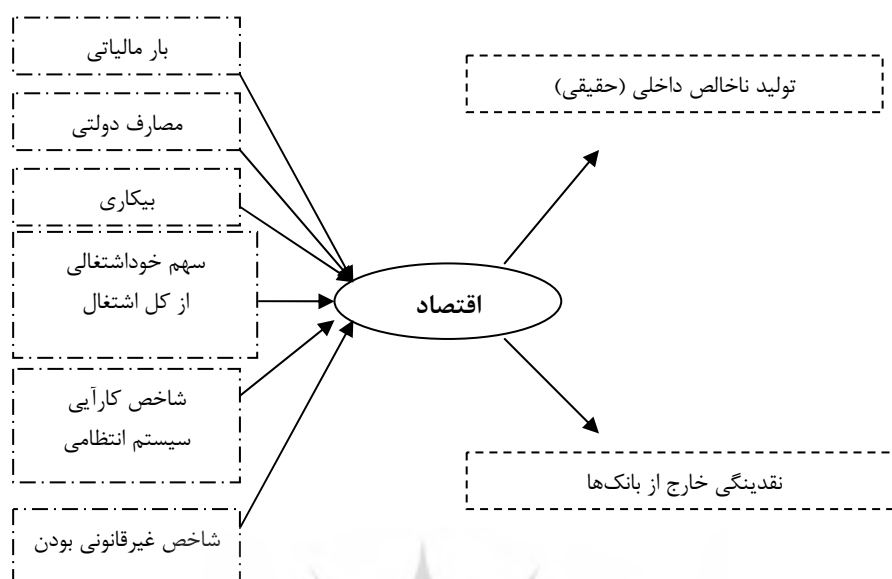 بار مالیاتی
مصارف دولتی
بیکاری
سهم خوداشتغالی
از کل اشتغال
شاخص کارآیی
سیستم انتظامی
شاخص غیرقانونی بودن
اقتصاد
تولید ناخالص داخلی (حقیقی)
نقدینگی خارج از بانک‌ها